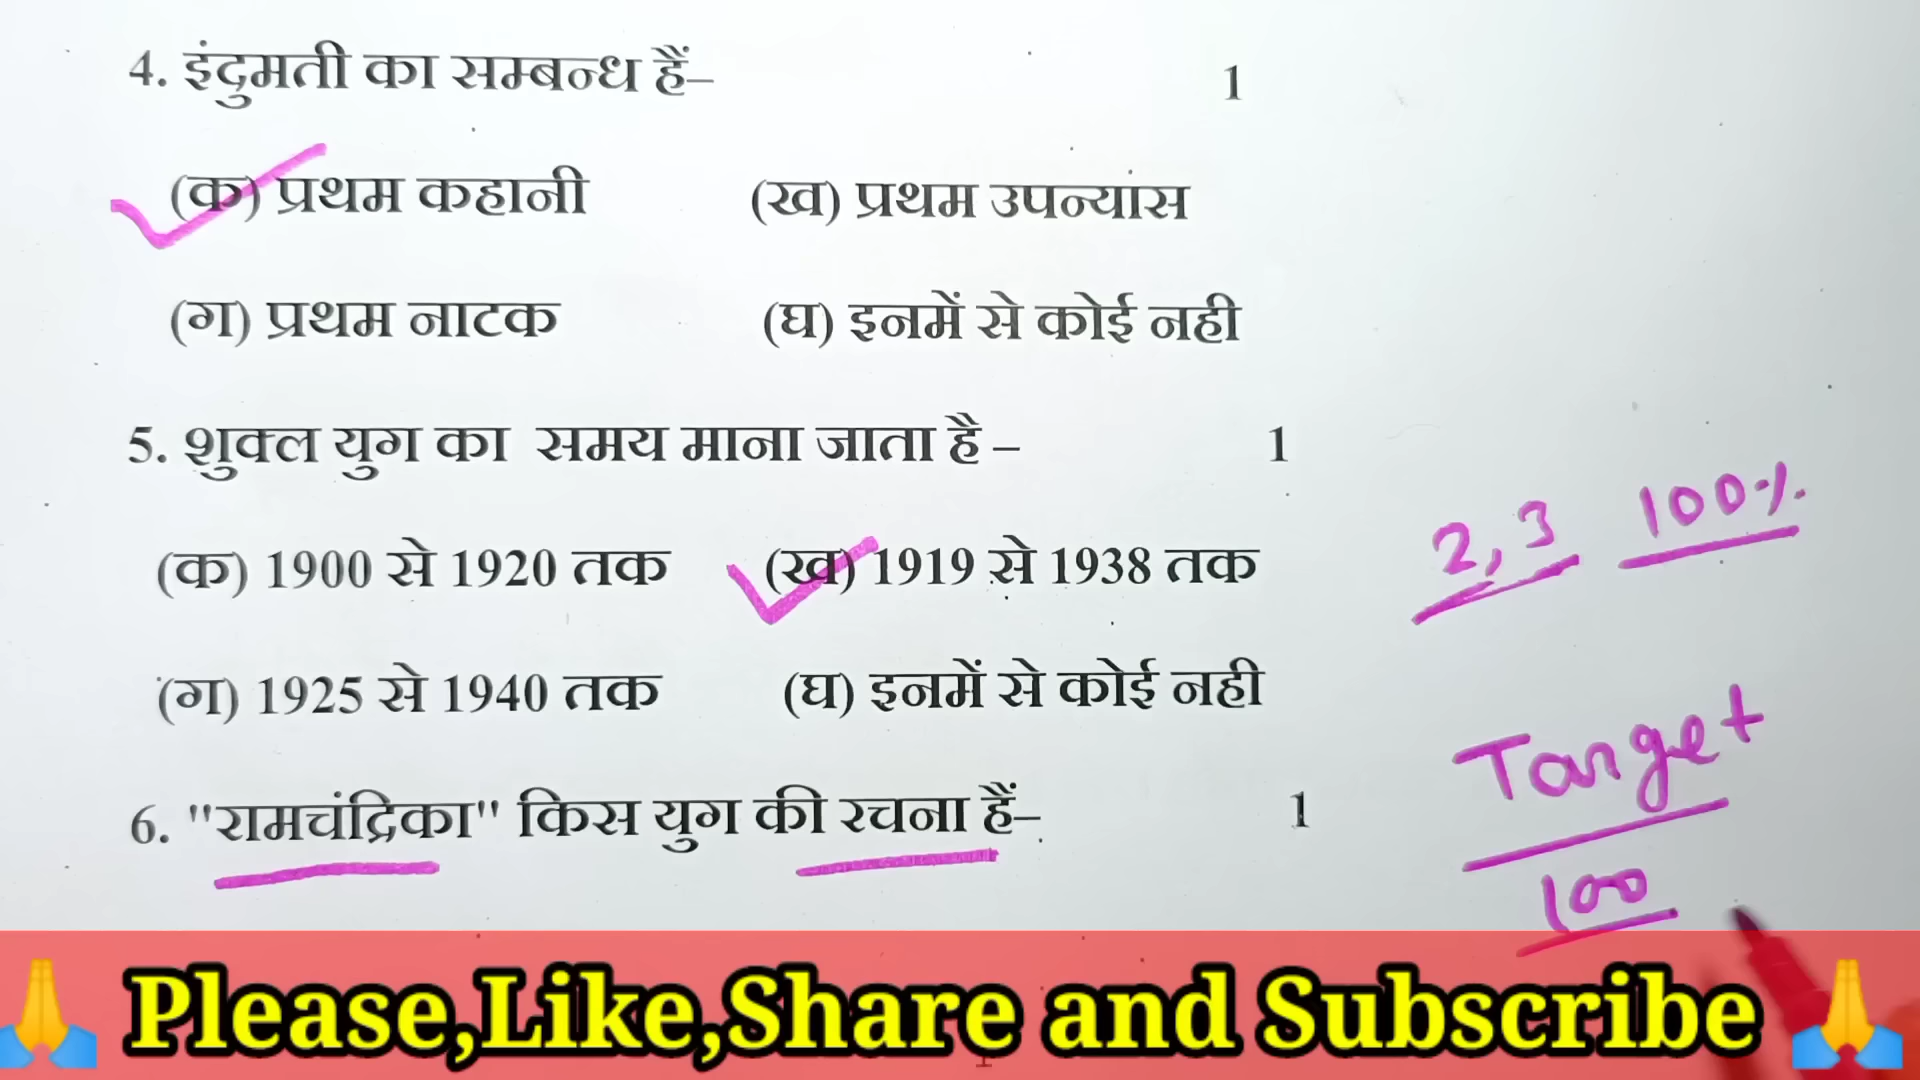 4. इंदुमती का सम्बन्ध हैं– 1
(क) प्रथम कहानी (ख) प्रथम उपन्यास
(ग) प्रथम नाटक (घ) इनमें से कोई नही
5. शुक्ल युग का समय माना जाता है – 1
(क) 1900 से 1920 तक (ख) 1919 से 1938 तक
2, 3 100%
(ग) 1925 से 1940 तक (घ) इनमें से कोई नही
Target
100
6. "रामचंद्रिका" किस युग की रचना हैं– 1
🙏 Please,Like,Share and Subscribe 🙏